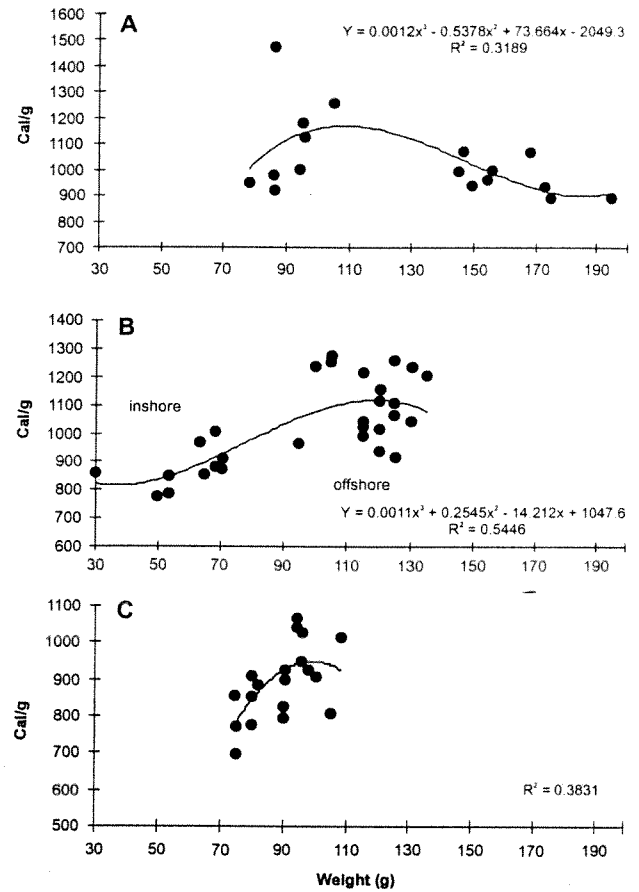 A
Y = 0.0012x³ - 0.5378x² + 73.664x - 2049.3
R² = 0.3189
Cal/g
1600
1500
1400
1300
1200
1100
1000
900
800
700
30 50 70 90 110 130 150 170 190
B
Cal/g
1400
1300
1200
1100
1000
900
800
700
600
inshore
offshore
Y = 0.0011x³ + 0.2545x² - 14.212x + 1047.6
R² = 0.5446
30 50 70 90 110 130 150 170 190
C
Cal/g
1100
1000
900
800
700
600
500
R² = 0.3831
30 50 70 90 110 130 150 170 190
Weight (g)